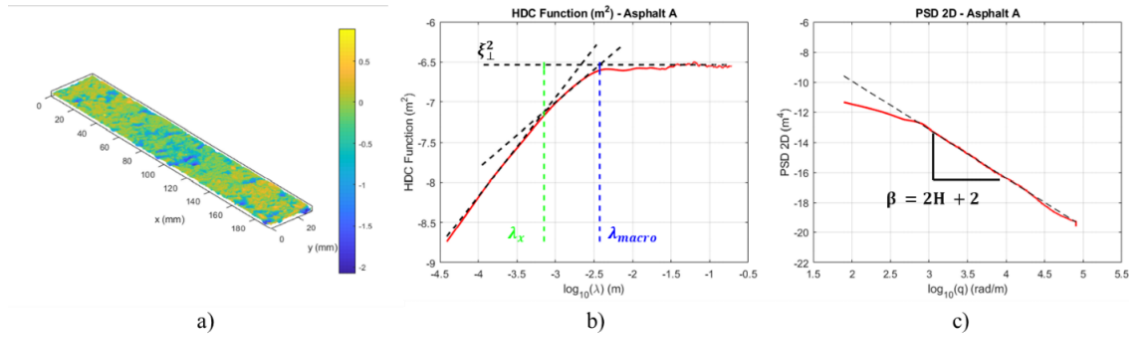 0.5
0
-0.5
-1
-1.5
-2
0
20
40
60
80
100
120
140
160
180
x (mm)
0
20
y (mm)
a)
HDC Function (m²) - Asphalt A
HDC Function (m²)
-6
-6.5
-7
-7.5
-8
-8.5
-9
ξ²⊥
λx
λmacro
-4.5 -4 -3.5 -3 -2.5 -2 -1.5 -1 -0.5
log₁₀(λ) (m)
b)
PSD 2D - Asphalt A
PSD 2D (m⁴)
-6
-8
-10
-12
-14
-16
-18
-20
-22
β = 2H + 2
1.5 2 2.5 3 3.5 4 4.5 5 5.5
log₁₀(q) (rad/m)
c)